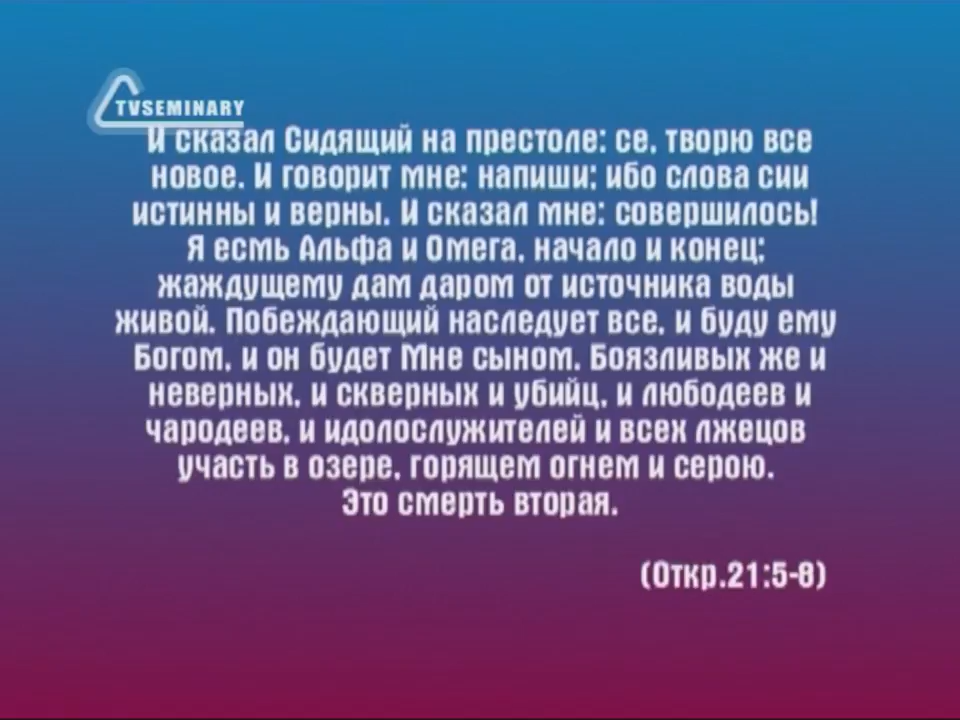 TVSEMINARY
И сказал Сидящий на престоле: се, творю все
новое. И говорит мне: напиши; ибо слова сии
истинны и верны. И сказал мне: совершилось!
Я есмь Альфа и Омега, начало и конец;
жаждущему дам даром от источника воды
живой. Побеждающий наследует все, и буду ему
Богом, и он будет Мне сыном. Боязливых же и
неверных, и скверных и убийц, и любодеев и
чародеев, и идолослужителей и всех лжецов
участь в озере, горящем огнем и серою.
Это смерть вторая.
(Откр.21:5-8)